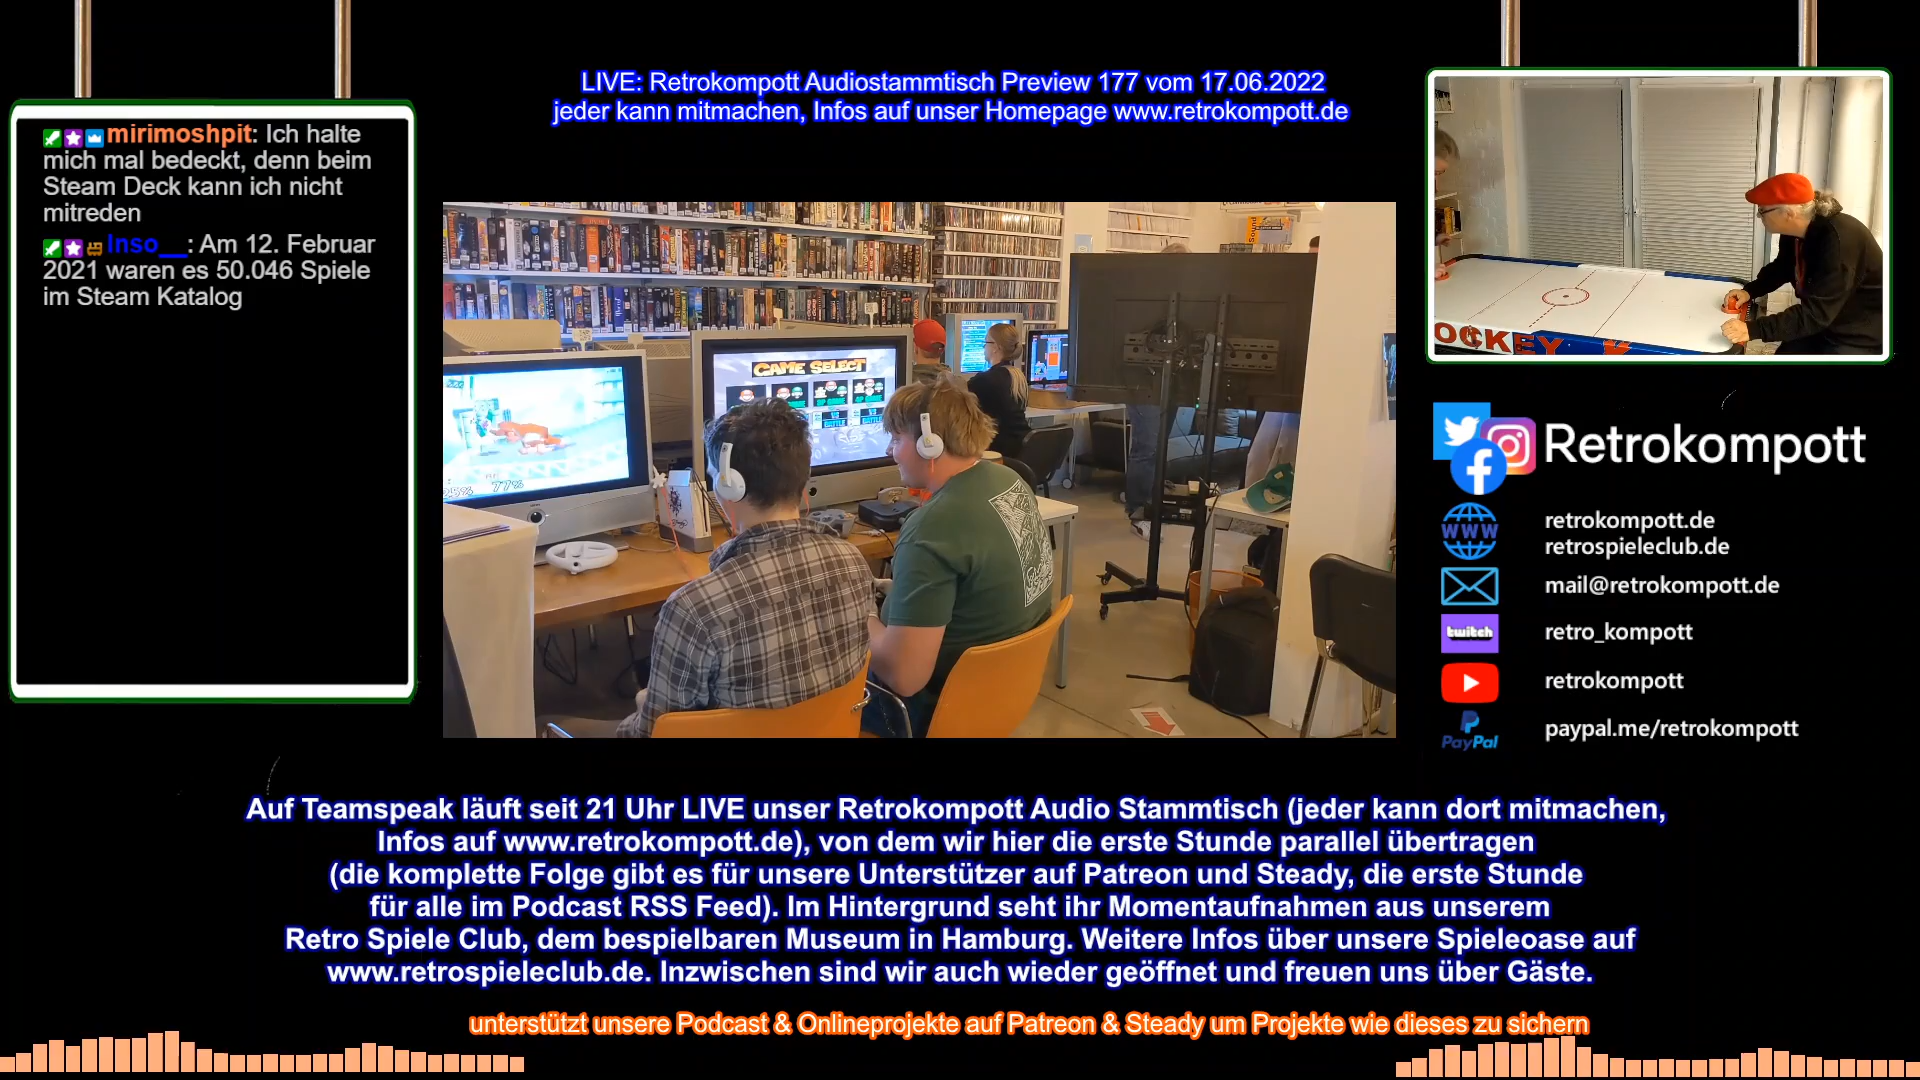 LIVE: Retrokompott Audiostammtisch Preview 177 vom 17.06.2022
jeder kann mitmachen, Infos auf unser Homepage www.retrokompott.de
mirimoshpit: Ich halte
mich mal bedeckt, denn beim
Steam Deck kann ich nicht
mitreden
Inso__: Am 12. Februar
2021 waren es 50.046 Spiele
im Steam Katalog
GAME SELECT
77%
OCKEY
Retrokompott
WWW
retrokompott.de
retrospieleclub.de
mail@retrokompott.de
twitch
retro_kompott
retrokompott
PayPal
paypal.me/retrokompott
Auf Teamspeak läuft seit 21 Uhr LIVE unser Retrokompott Audio Stammtisch (jeder kann dort mitmachen,
Infos auf www.retrokompott.de), von dem wir hier die erste Stunde parallel übertragen
(die komplette Folge gibt es für unsere Unterstützer auf Patreon und Steady, die erste Stunde
für alle im Podcast RSS Feed). Im Hintergrund seht ihr Momentaufnahmen aus unserem
Retro Spiele Club, dem bespielbaren Museum in Hamburg. Weitere Infos über unsere Spieleoase auf
www.retrospieleclub.de. Inzwischen sind wir auch wieder geöffnet und freuen uns über Gäste.
unterstützt unsere Podcast & Onlineprojekte auf Patreon & Steady um Projekte wie dieses zu sichern